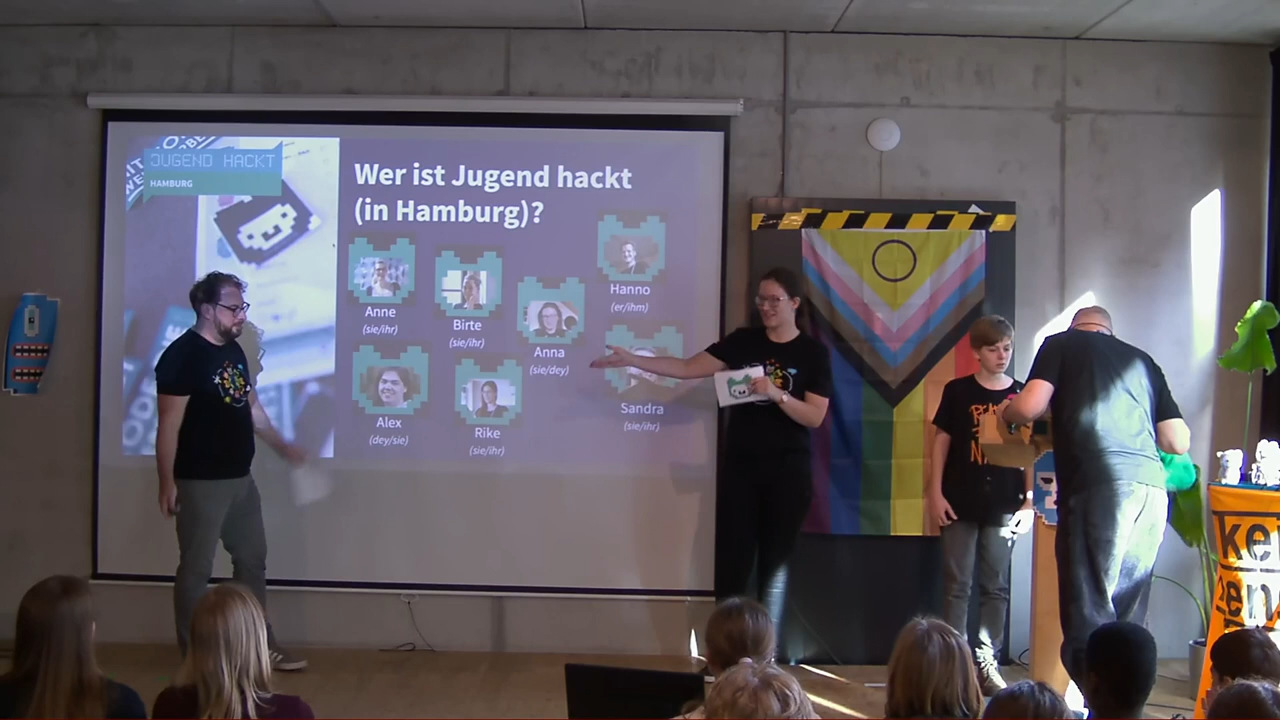 JUGEND HACKT
HAMBURG
Wer ist Jugend hackt
(in Hamburg)?
Hanno
(er/ihm)
Anne
(sie/ihr)
Birte
(sie/ihr)
Anna
(sie/dey)
Alex
(dey/sie)
Rike
(sie/ihr)
Sandra
(sie/ihr)